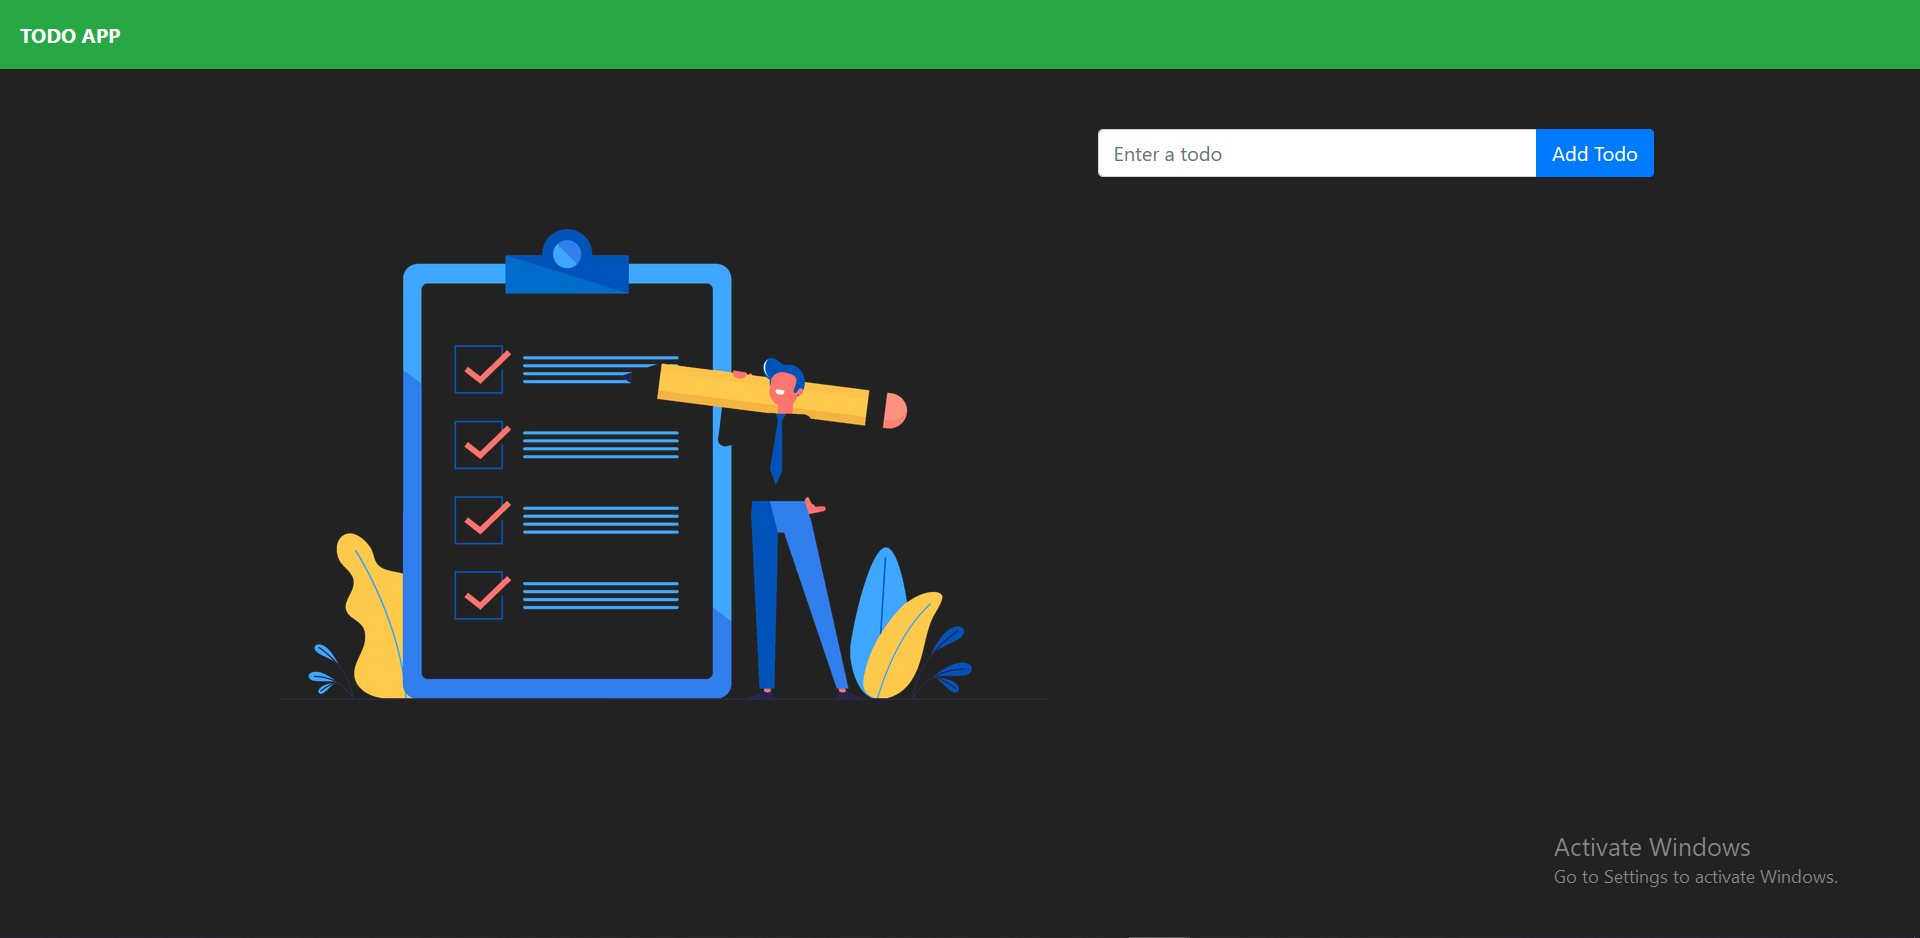 TODO APP
Enter a todo
Add Todo
Activate Windows
Go to Settings to activate Windows.